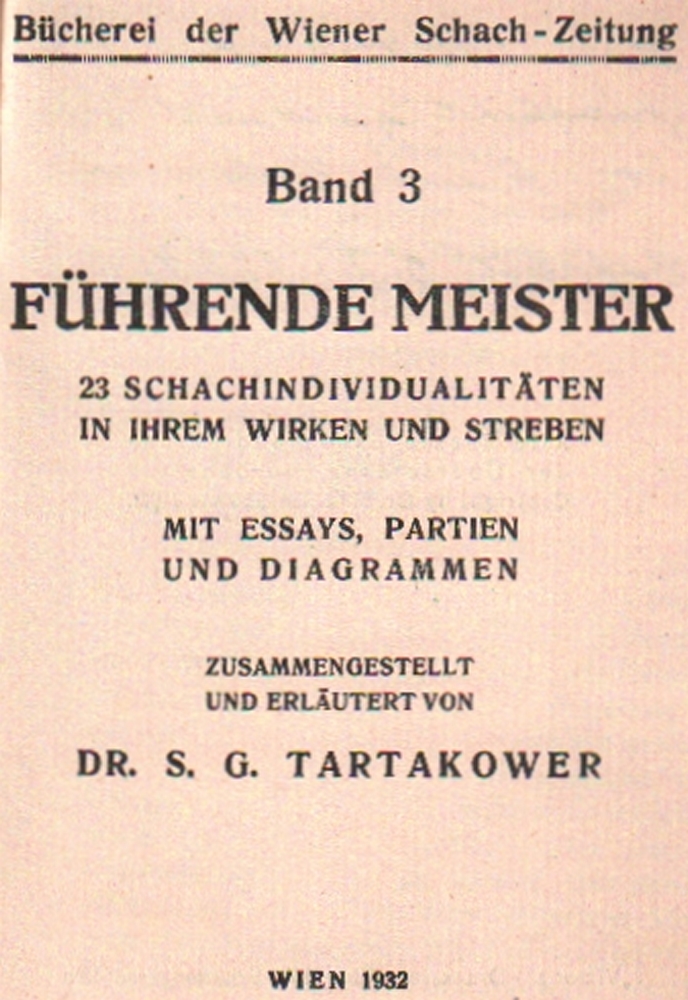 Bücherei der Wiener Schach-Zeitung
Band 3
FÜHRENDE MEISTER
23 SCHACHINDIVIDUALITÄTEN
IN IHREM WIRKEN UND STREBEN
MIT ESSAYS, PARTIEN
UND DIAGRAMMEN
ZUSAMMENGESTELLT
UND ERLÄUTERT VON
DR. S. G. TARTAKOWER
WIEN 1932